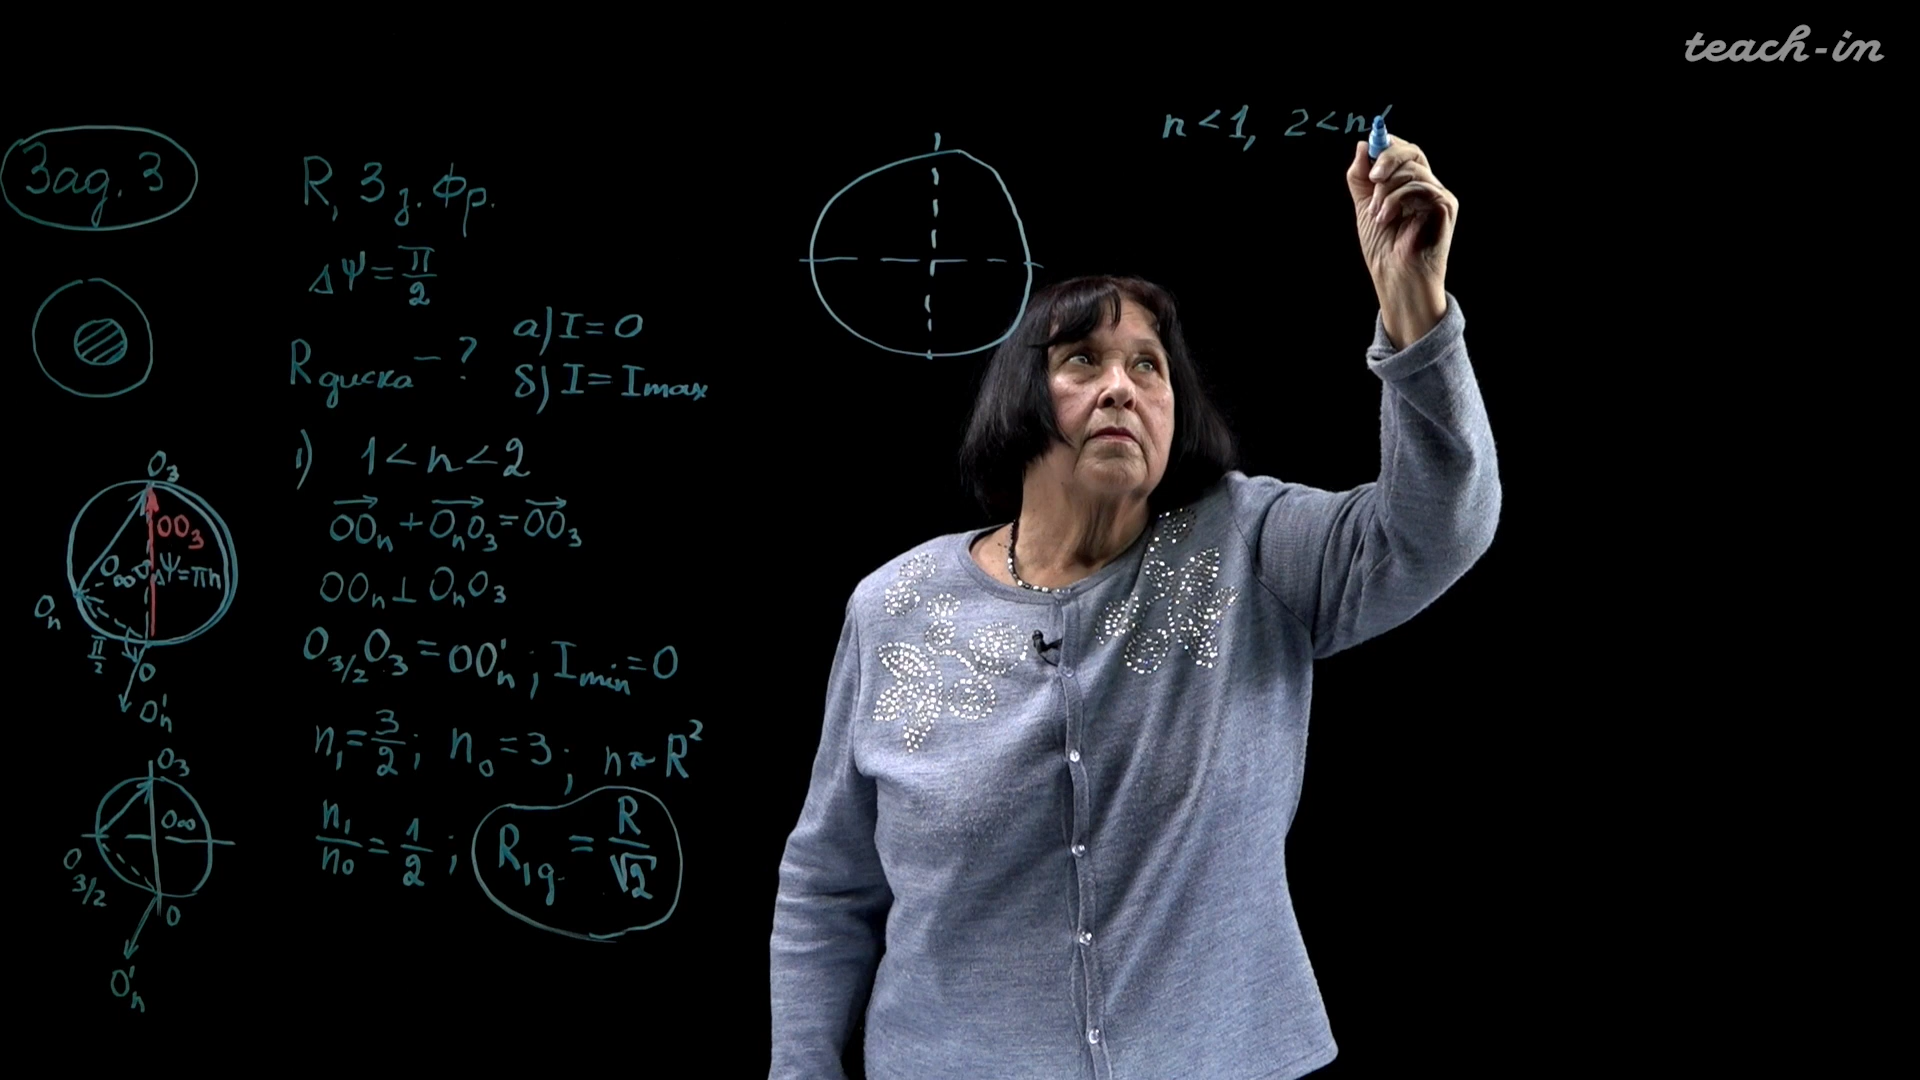 teach-in
Зад. 3
R, 3 з. Фр.
ΔΨ = π/2
Rдиска - ?
а) I = 0
б) I = Imax
1) 1 < n < 2
OOₙ + OₙO₃ = OO₃
OOₙ ⊥ OₙO₃
O₃/₂O₃ = OO'ₙ ; Imin = 0
n₁ = 3/2 ; n₀ = 3 ; n ~ R²
n₁/n₀ = 1/2 ; R₁д. = R/√2
O₃
OO₃
O∞
ΔΨ = πn
Oₙ
π/2
O
O'ₙ
O₃
O∞
O₃/₂
O
O'ₙ
n < 1, 2 < n <